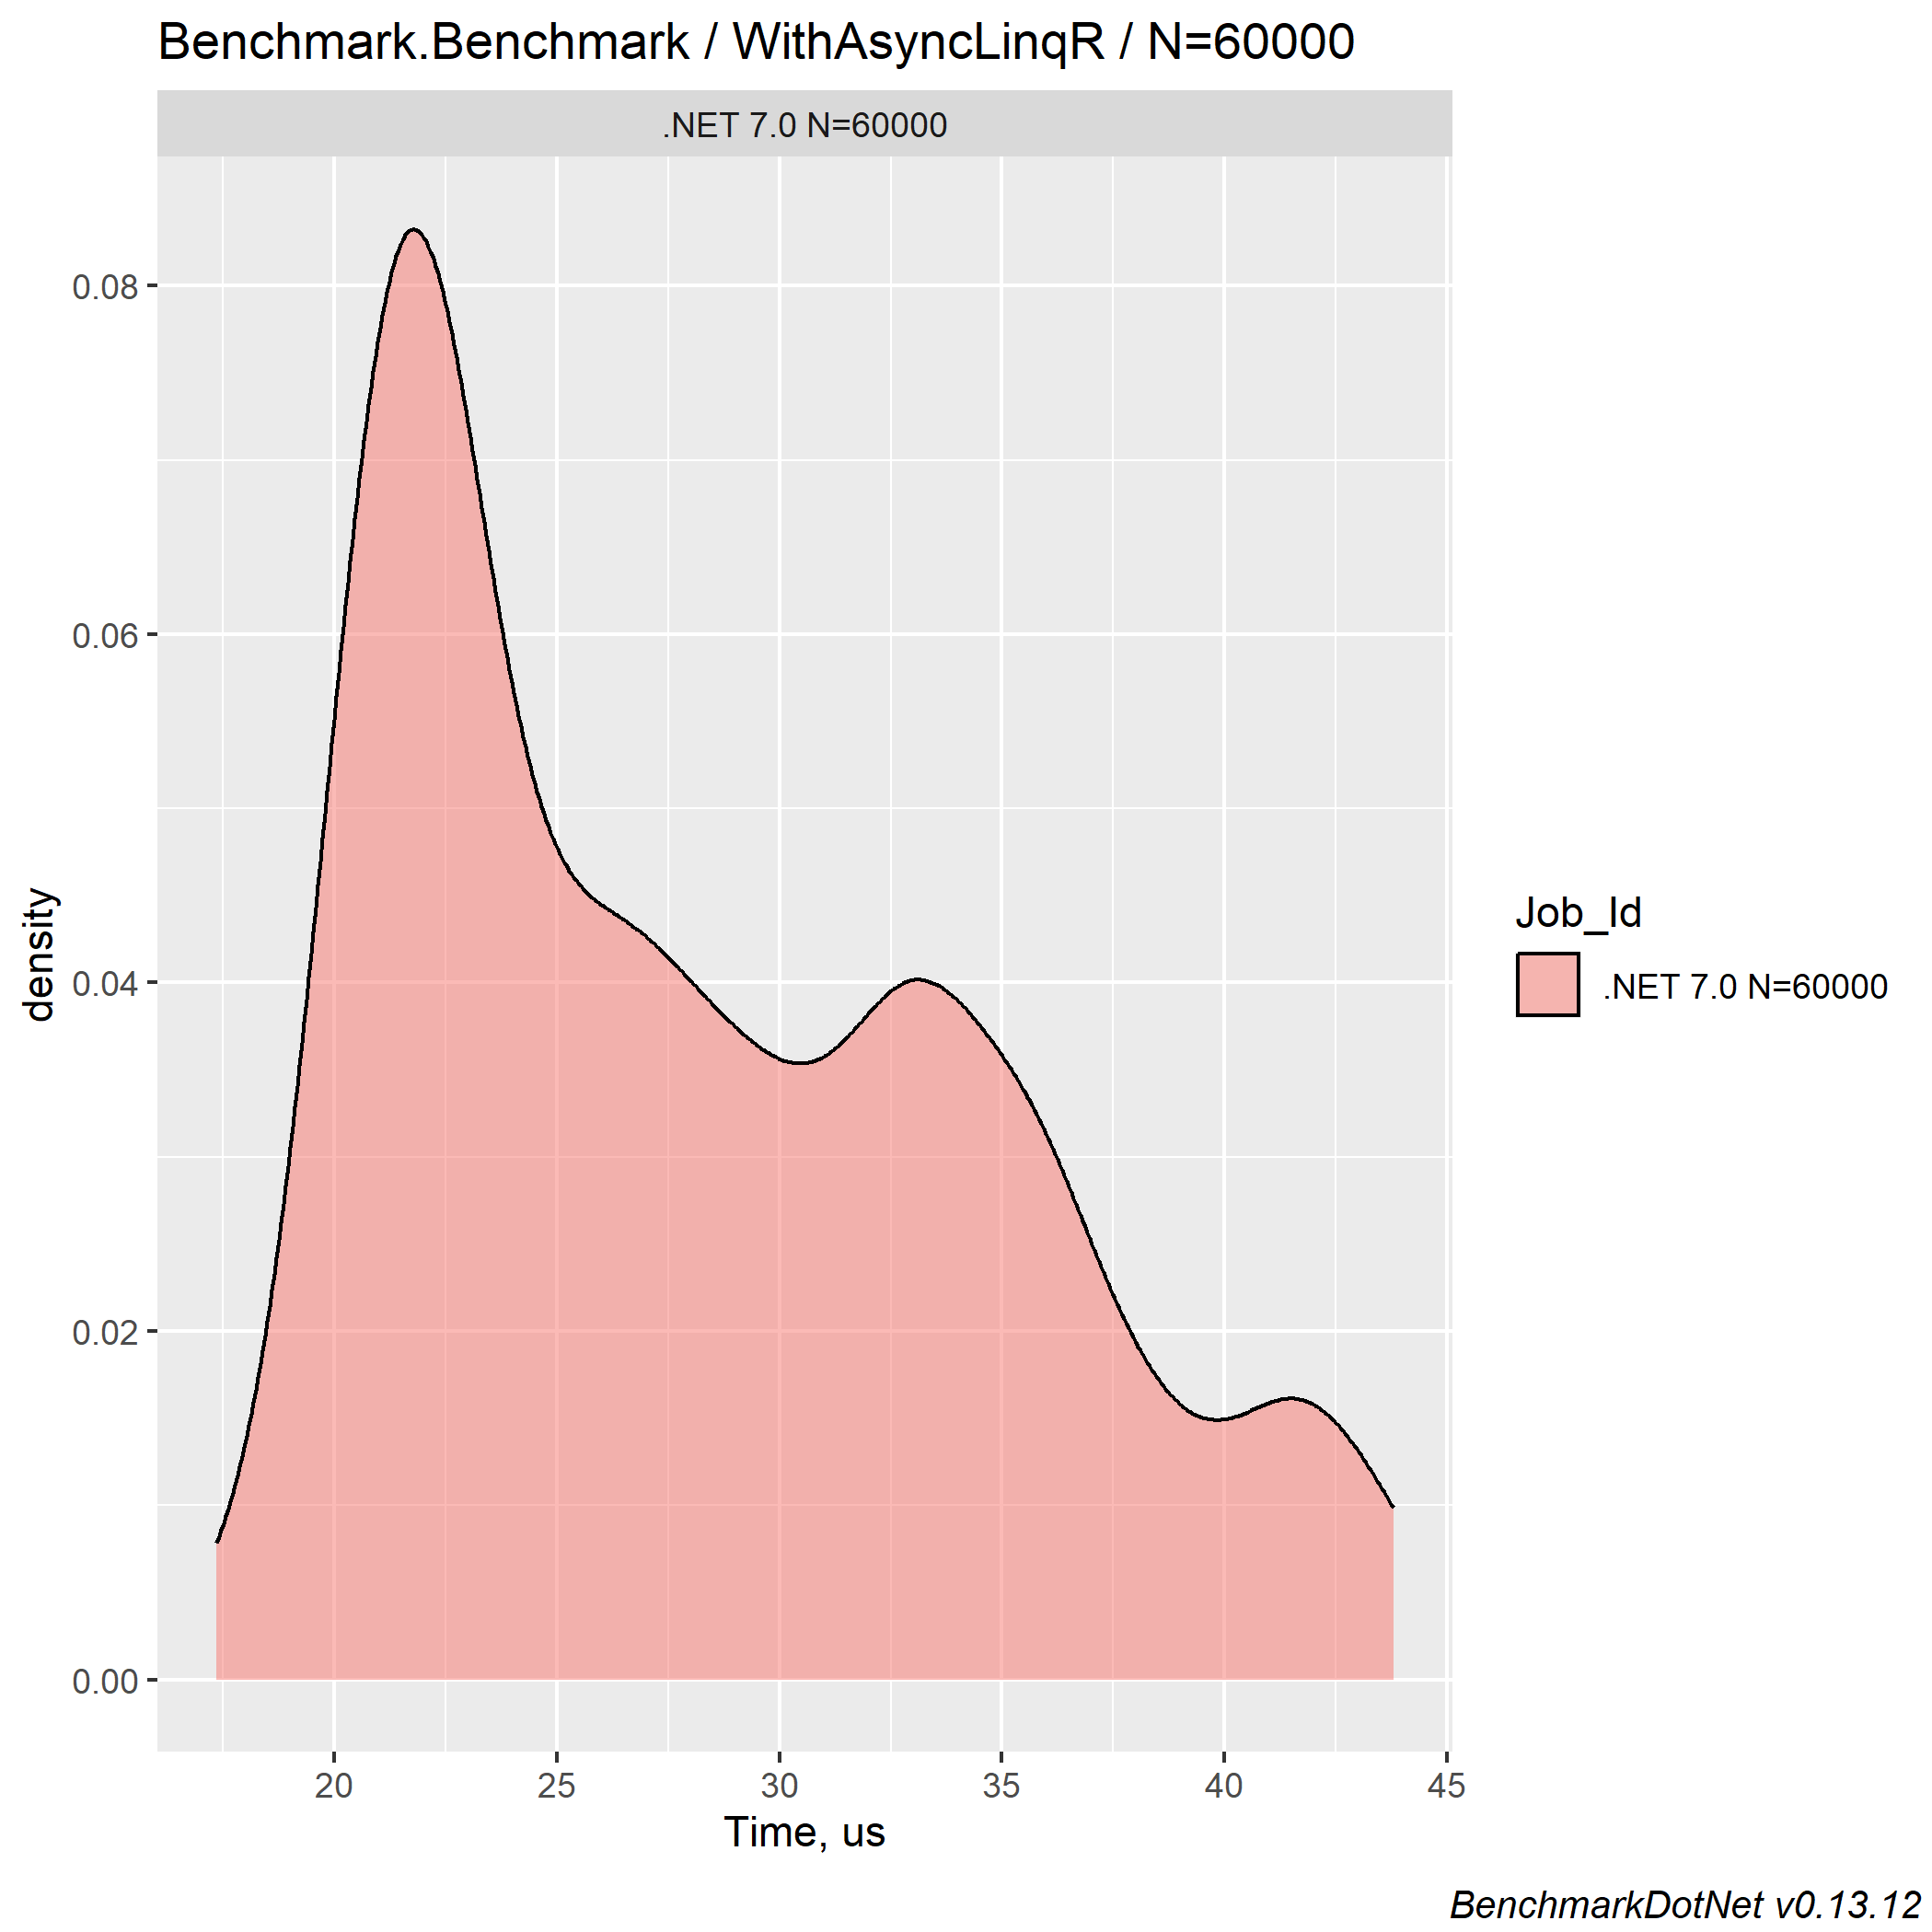 Benchmark.Benchmark / WithAsyncLinqR / N=60000
.NET 7.0 N=60000
0.08
0.06
0.04
0.02
0.00
density
20 25 30 35 40 45
Time, us
Job_Id
.NET 7.0 N=60000
BenchmarkDotNet v0.13.12